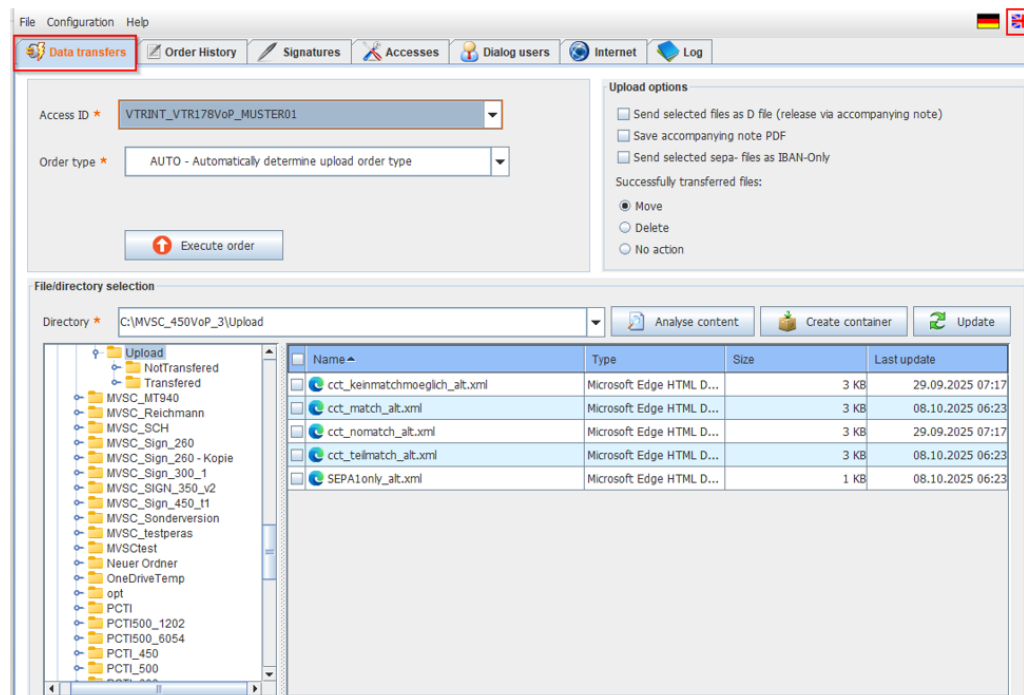 File Configuration Help
Data transfers Order History Signatures Accesses Dialog users Internet Log
Access ID * VTRINT_VTR178VoP_MUSTER01
Order type * AUTO - Automatically determine upload order type
Execute order
Upload options
Send selected files as D file (release via accompanying note)
Save accompanying note PDF
Send selected sepa- files as IBAN-Only
Successfully transferred files:
Move
Delete
No action
File/directory selection
Directory * C:\MVSC_450VoP_3\Upload Analyse content Create container Update
Upload
NotTransfered
Transfered
MVSC_MT940
MVSC_Reichmann
MVSC_SCH
MVSC_Sign_260
MVSC_Sign_260 - Kopie
MVSC_Sign_300_1
MVSC_SIGN_350_v2
MVSC_Sign_450_t1
MVSC_Sonderversion
MVSC_testperas
MVSCtest
Neuer Ordner
OneDriveTemp
opt
PCTI
PCTI500_1202
PCTI500_6054
PCTI_450
PCTI_500
Name Type Size Last update
cct_keinmatchmoeglich_alt.xml Microsoft Edge HTML D... 3 KB 29.09.2025 07:17
cct_match_alt.xml Microsoft Edge HTML D... 3 KB 08.10.2025 06:23
cct_nomatch_alt.xml Microsoft Edge HTML D... 3 KB 29.09.2025 07:17
cct_teilmatch_alt.xml Microsoft Edge HTML D... 3 KB 08.10.2025 06:23
SEPA1only_alt.xml Microsoft Edge HTML D... 1 KB 08.10.2025 06:23